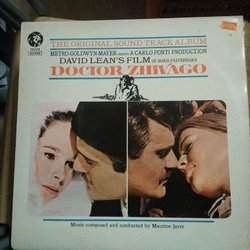 MGM
THE ORIGINAL SOUND TRACK ALBUM
METRO-GOLDWYN-MAYER PRESENTS A CARLO PONTI PRODUCTION
DAVID LEAN'S FILM OF BORIS PASTERNAK'S
DOCTOR ZHIVAGO
Music composed and conducted by Maurice Jarre